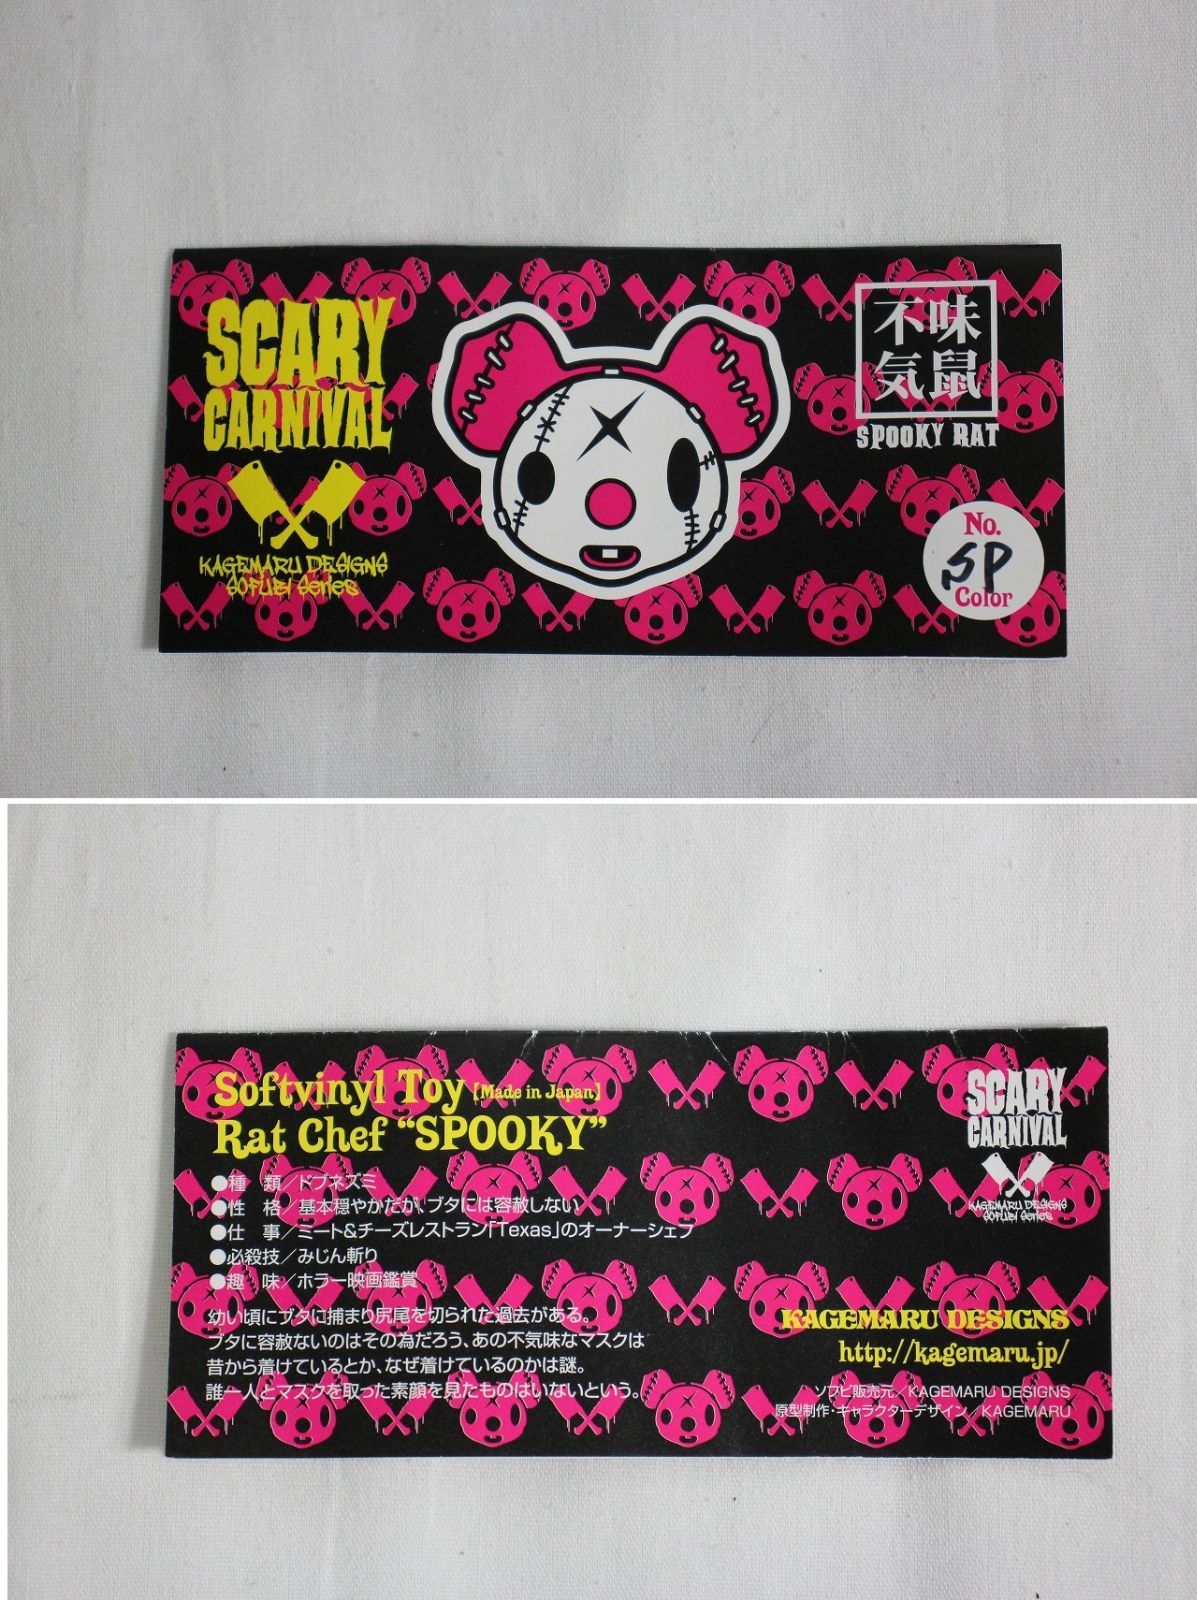 SCARY
CARNIVAL
KAGEMARU DESIGNS
SOFUBI Series
不味
気鼠
SPOOKY RAT
No.
SP
Color
Softvinyl Toy [Made in Japan]
Rat Chef “SPOOKY”
●種 類／ドブネズミ
●性 格／基本穏やかだが、ブタには容赦しない
●仕 事／ミート&チーズレストラン「Texas」のオーナーシェフ
●必殺技／みじん斬り
●趣 味／ホラー映画鑑賞
幼い頃にブタに捕まり尻尾を切られた過去がある。
ブタに容赦ないのはその為だろう、あの不気味なマスクは
昔から着けているとか、なぜ着けているのかは謎。
誰一人とマスクを取った素顔を見たものはいないという。
SCARY
CARNIVAL
KAGEMARU DESIGNS
SOFUBI Series
KAGEMARU DESIGNS
http://kagemaru.jp/
ソフビ販売元／KAGEMARU DESIGNS
原型制作・キャラクターデザイン／KAGEMARU